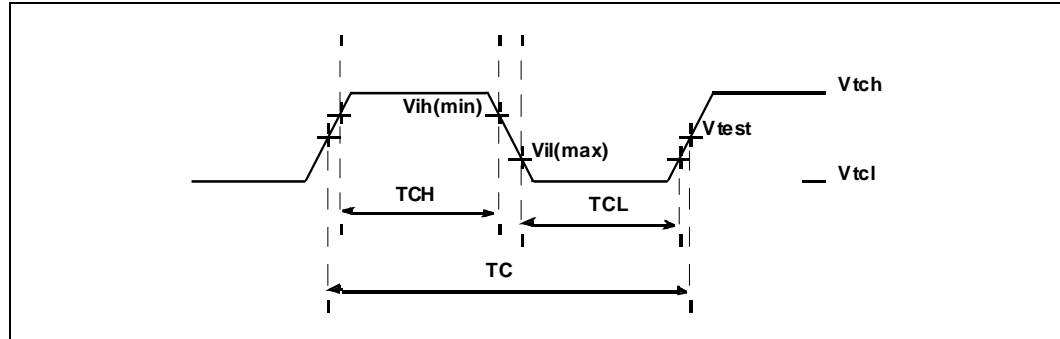 Vtch
Vih(min)
Vtest
Vil(max)
Vtcl
TCH
TCL
TC